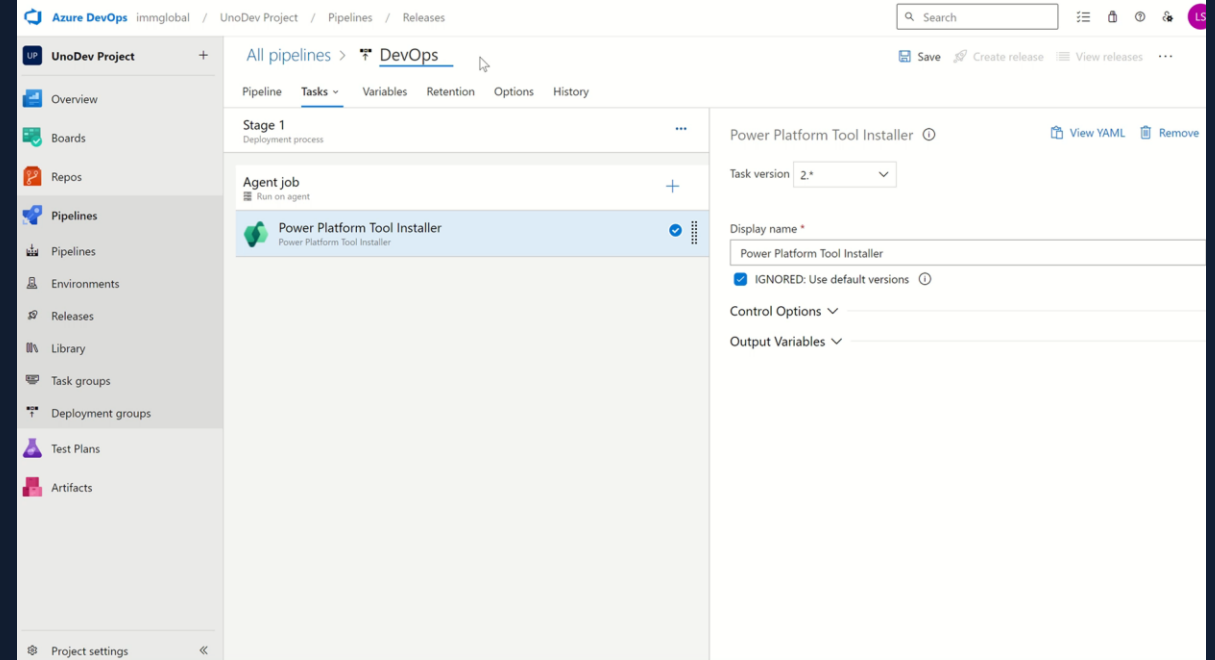 Azure DevOps immglobal / UnoDev Project / Pipelines / Releases
Search
LS
UP UnoDev Project +
All pipelines > DevOps
Save Create release View releases ...
Overview
Boards
Repos
Pipelines
Pipelines
Environments
Releases
Library
Task groups
Deployment groups
Test Plans
Artifacts
Project settings
Pipeline Tasks Variables Retention Options History
Stage 1
Deployment process
Agent job
Run on agent
Power Platform Tool Installer
Power Platform Tool Installer
Power Platform Tool Installer
View YAML Remove
Task version 2.*
Display name *
Power Platform Tool Installer
IGNORED: Use default versions
Control Options
Output Variables